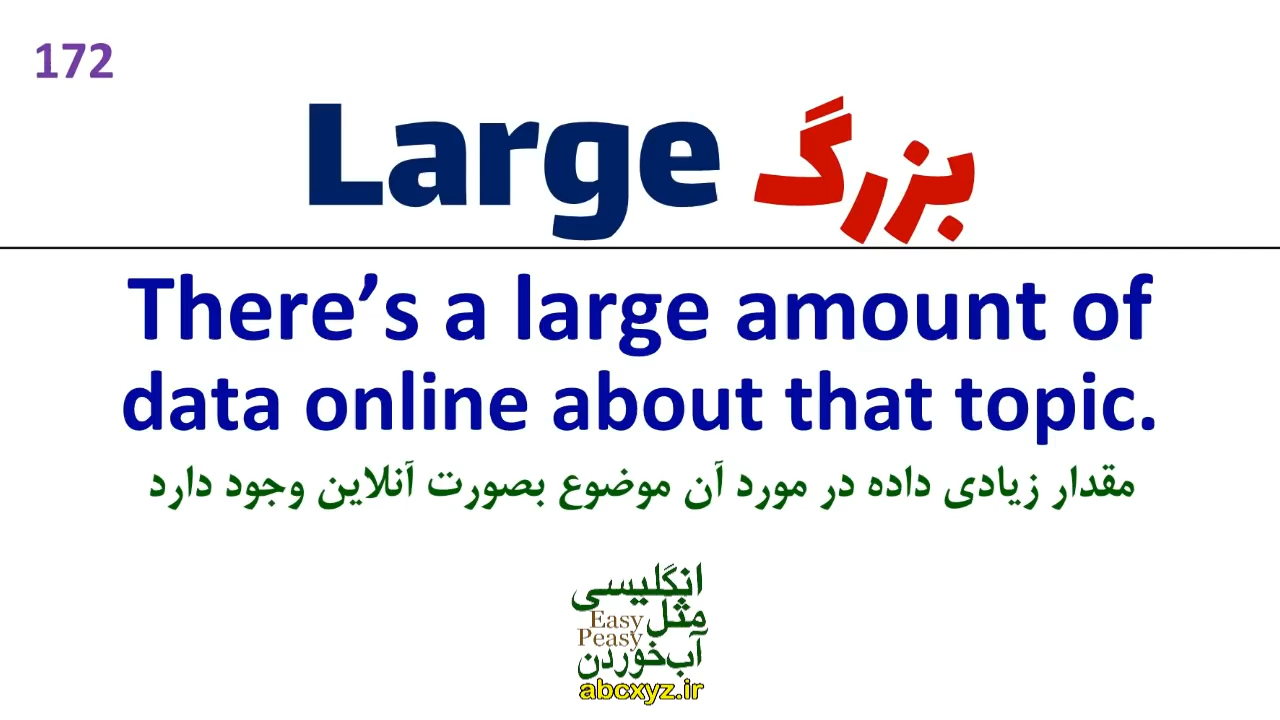 172
Large بزرگ
There’s a large amount of
data online about that topic.
مقدار زیادی داده در مورد آن موضوع بصورت آنلاین وجود دارد
انگلیسی
مثل Easy
Peasy
آب‌خوردن
abcxyz.ir